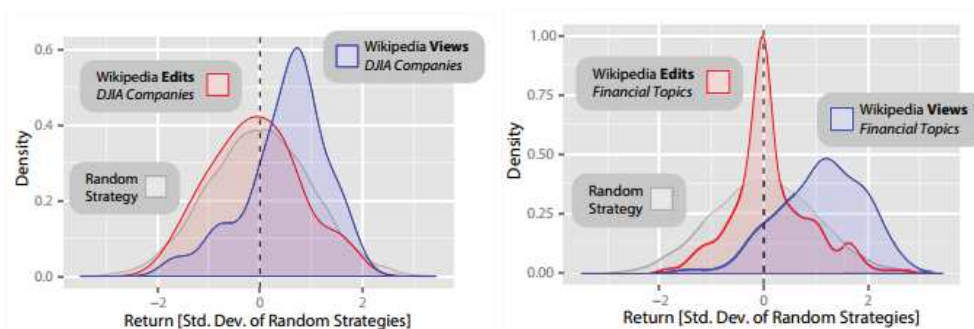 Wikipedia Edits
DJIA Companies
Wikipedia Views
DJIA Companies
Random
Strategy
Density
0.6
0.4
0.2
0.0
−2
0
2
Return [Std. Dev. of Random Strategies]
Wikipedia Edits
Financial Topics
Wikipedia Views
Financial Topics
Random
Strategy
Density
1.00
0.75
0.50
0.25
0.00
−2
0
2
Return [Std. Dev. of Random Strategies]